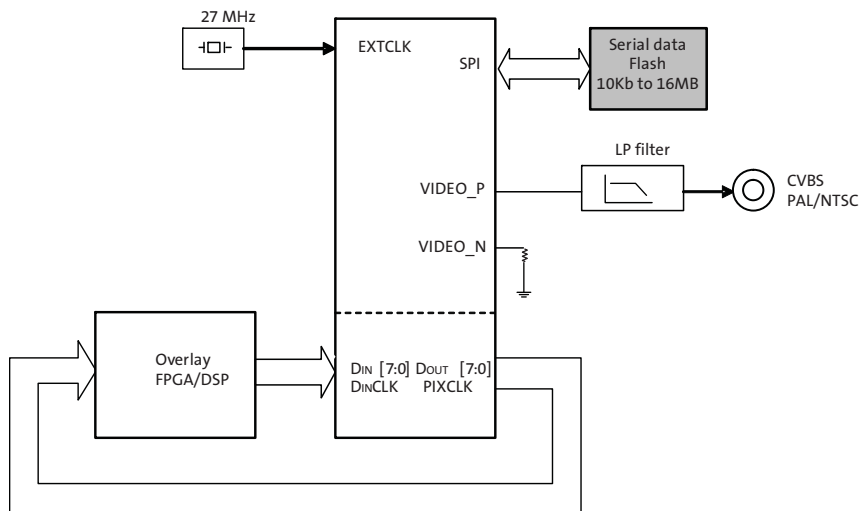 27 MHz
EXTCLK
SPI
Serial data
Flash
10Kb to 16MB
LP filter
VIDEO_P
CVBS
PAL/NTSC
VIDEO_N
Overlay
FPGA/DSP
DIN [7:0] DOUT [7:0]
DINCLK PIXCLK